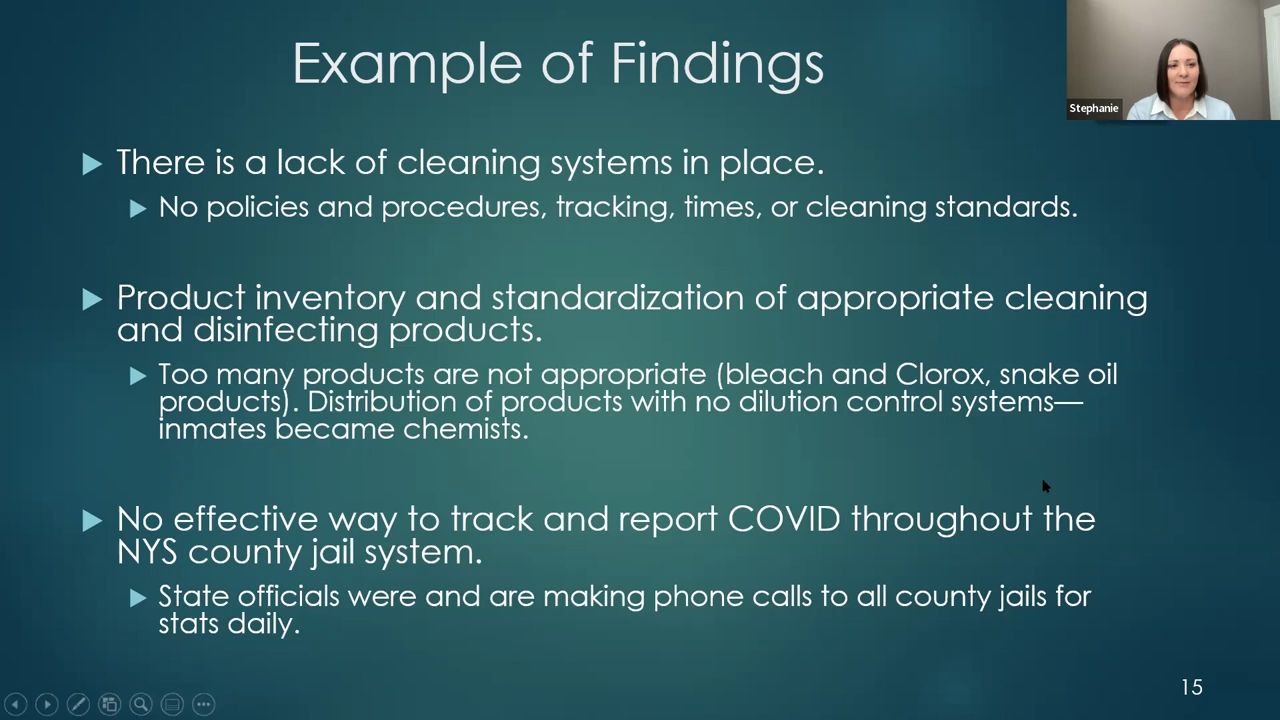 Example of Findings
Stephanie
There is a lack of cleaning systems in place.
No policies and procedures, tracking, times, or cleaning standards.
Product inventory and standardization of appropriate cleaning
and disinfecting products.
Too many products are not appropriate (bleach and Clorox, snake oil
products). Distribution of products with no dilution control systems—
inmates became chemists.
No effective way to track and report COVID throughout the
NYS county jail system.
State officials were and are making phone calls to all county jails for
stats daily.
15